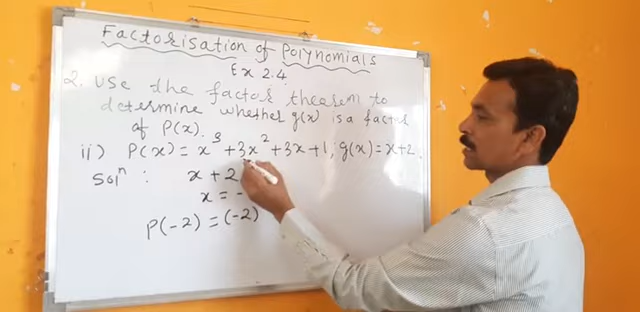 Factorisation of Polynomials
Ex 2.4
2. Use the factor theorem to
determine whether g(x) is a factor
of P(x).
ii) P(x) = x³ + 3x² + 3x + 1; g(x) = x + 2.
Solⁿ : x + 2
x = -
P(-2) = (-2)